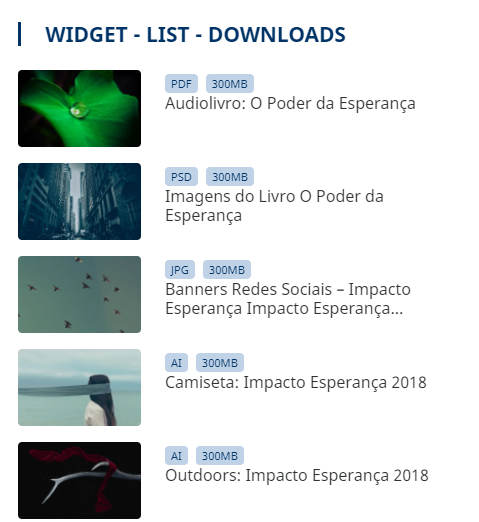 WIDGET - LIST - DOWNLOADS
PDF 300MB
Audiolivro: O Poder da Esperança
PSD 300MB
Imagens do Livro O Poder da
Esperança
JPG 300MB
Banners Redes Sociais – Impacto
Esperança Impacto Esperança...
AI 300MB
Camiseta: Impacto Esperança 2018
AI 300MB
Outdoors: Impacto Esperança 2018